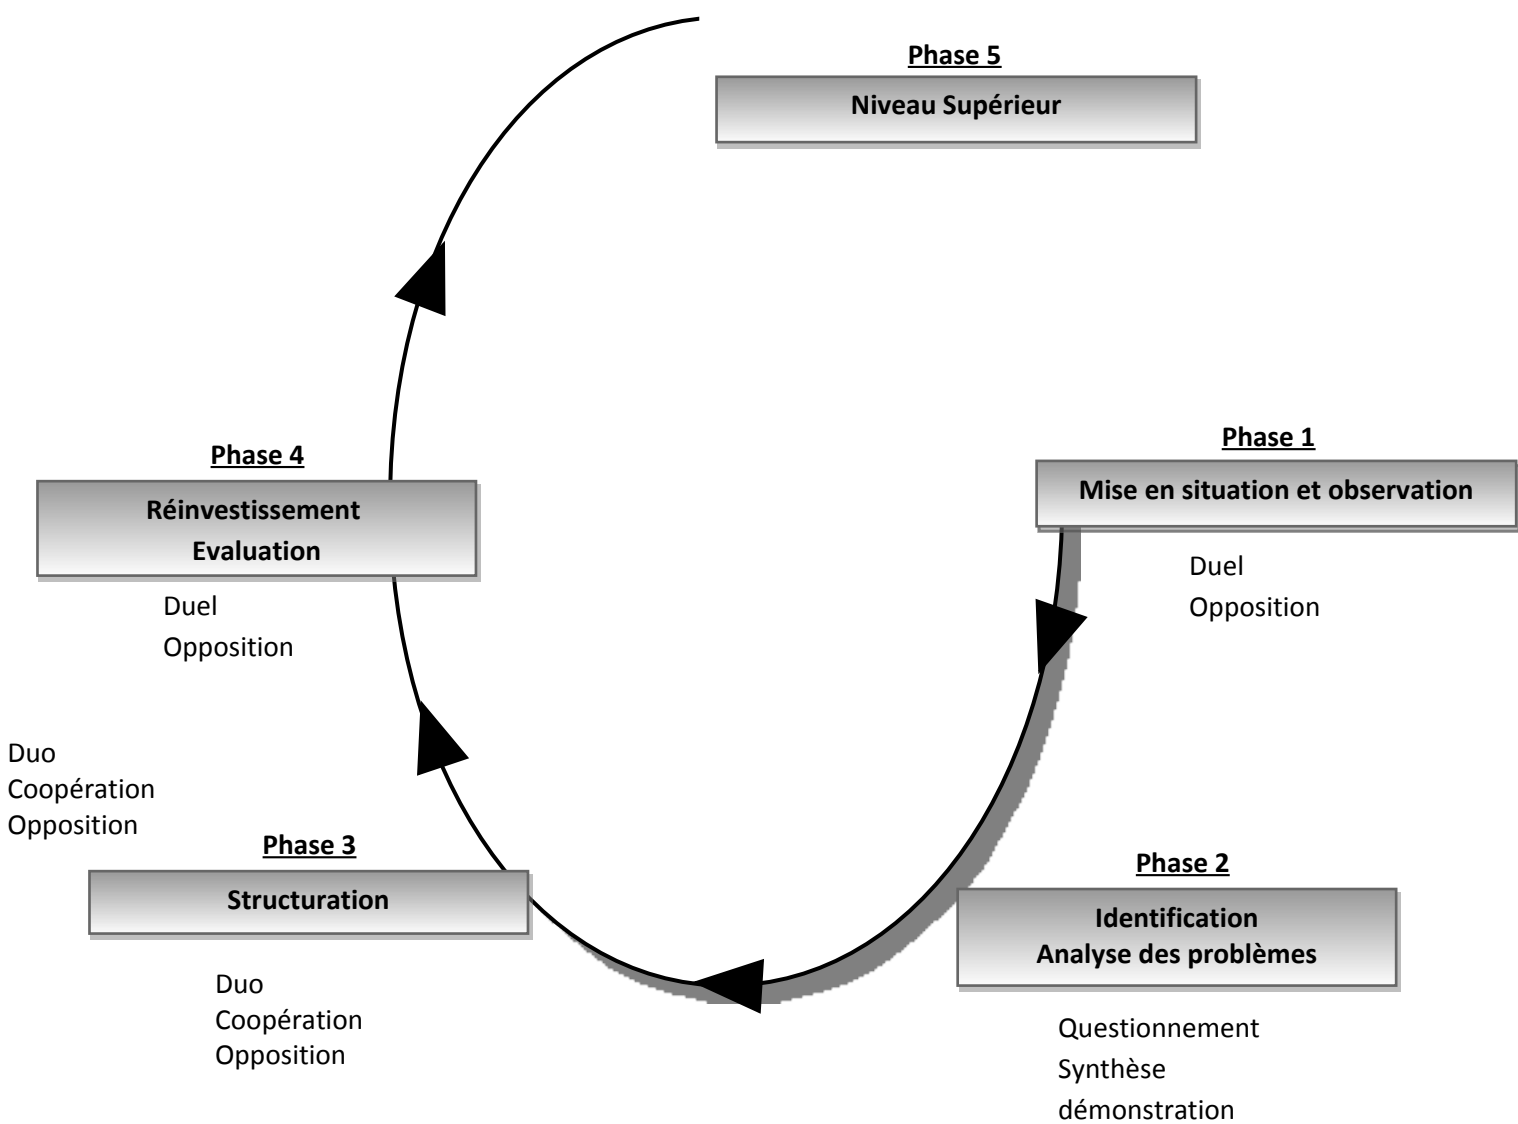 Phase 5
Niveau Supérieur
Phase 1
Mise en situation et observation
Duel
Opposition
Phase 4
Réinvestissement
Evaluation
Duel
Opposition
Duo
Coopération
Opposition
Phase 3
Structuration
Duo
Coopération
Opposition
Phase 2
Identification
Analyse des problèmes
Questionnement
Synthèse
démonstration